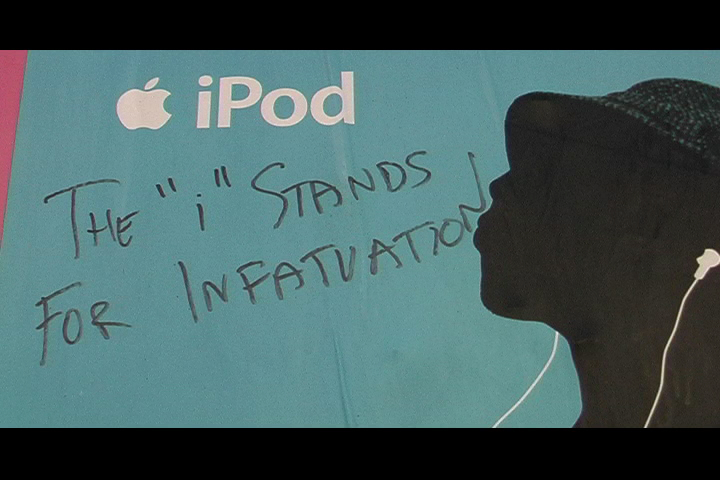 iPod
THE "i" STANDS
FOR INFATUATION